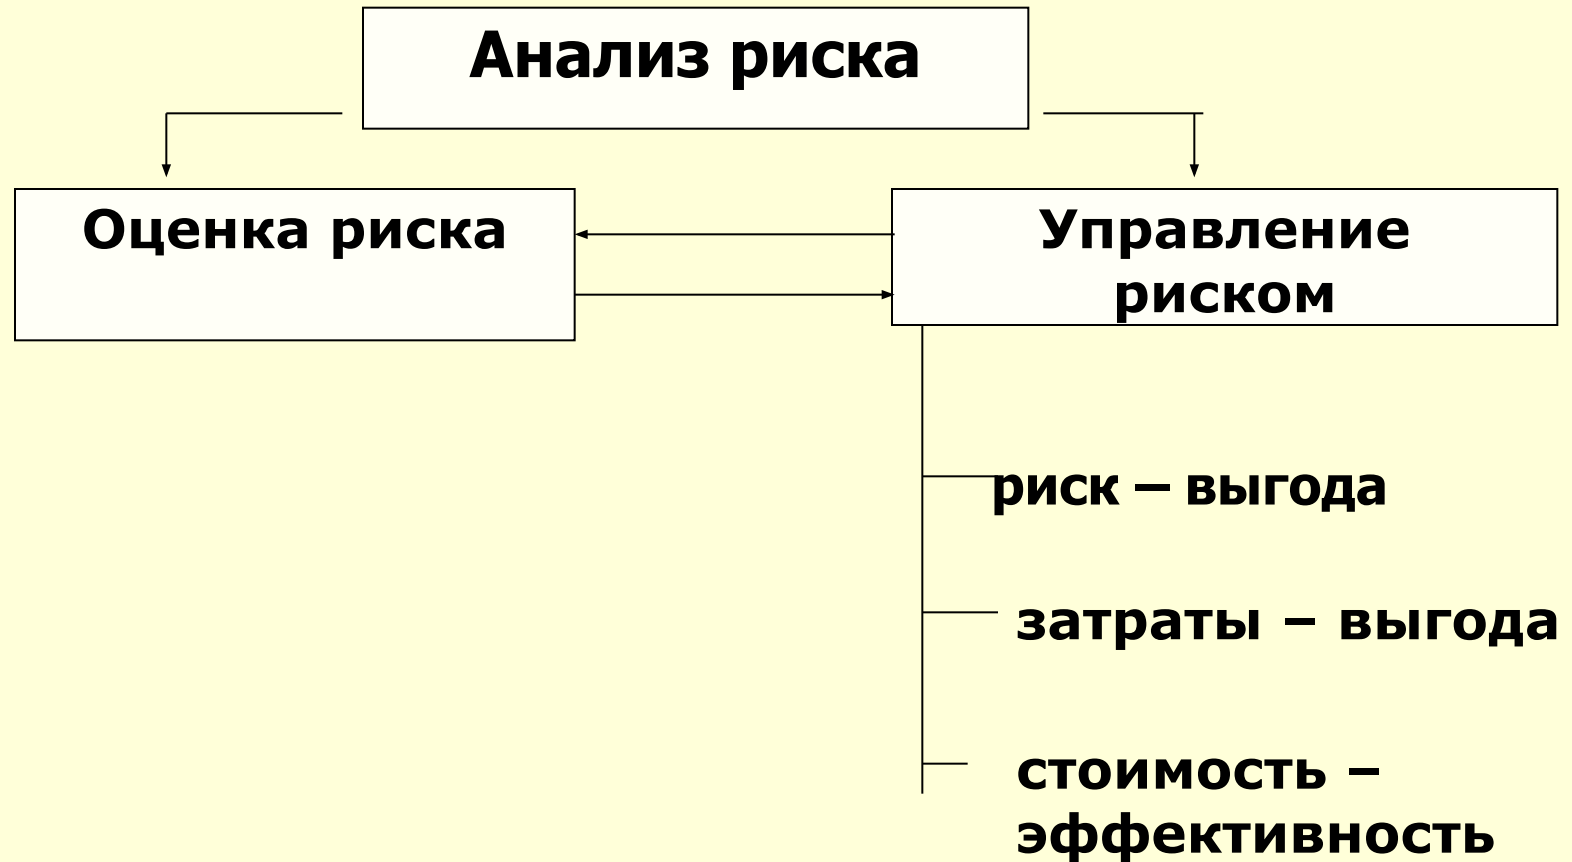 Анализ риска
Оценка риска
Управление
риском
риск – выгода
затраты – выгода
стоимость –
эффективность